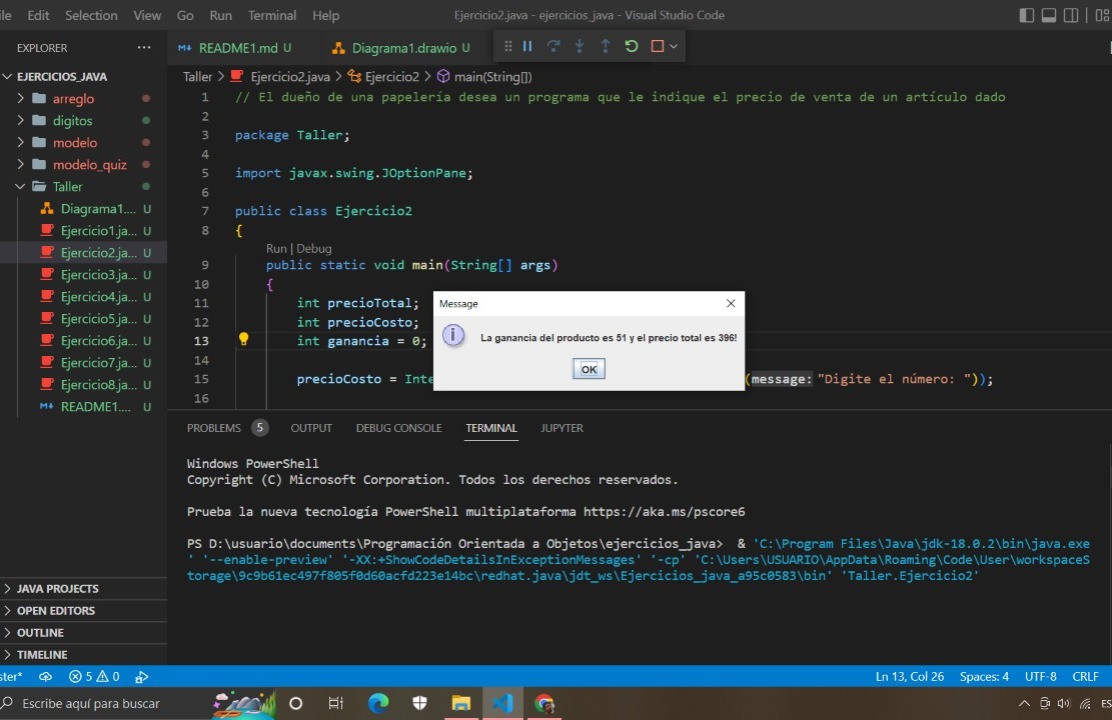 ile Edit Selection View Go Run Terminal Help Ejercicio2.java - ejercicios_java - Visual Studio Code
EXPLORER ···
EJERCICIOS_JAVA
arreglo
digitos
modelo
modelo_quiz
Taller
Diagrama1.... U
Ejercicio1.ja... U
Ejercicio2.ja... U
Ejercicio3.ja... U
Ejercicio4.ja... U
Ejercicio5.ja... U
Ejercicio6.ja... U
Ejercicio7.ja... U
Ejercicio8.ja... U
README1.... U
JAVA PROJECTS
OPEN EDITORS
OUTLINE
TIMELINE
README1.md U Diagrama1.drawio U
Taller > Ejercicio2.java > Ejercicio2 > main(String[])
1 // El dueño de una papelería desea un programa que le indique el precio de venta de un artículo dado
2
3 package Taller;
4
5 import javax.swing.JOptionPane;
6
7 public class Ejercicio2
8 {
Run | Debug
9 public static void main(String[] args)
10 {
11 int precioTotal;
12 int precioCosto;
13 int ganancia = 0;
14
15 precioCosto = Inte (message: "Digite el número: "));
16
Message
La ganancia del producto es 51 y el precio total es 396!
OK
PROBLEMS 5 OUTPUT DEBUG CONSOLE TERMINAL JUPYTER
Windows PowerShell
Copyright (C) Microsoft Corporation. Todos los derechos reservados.
Prueba la nueva tecnología PowerShell multiplataforma https://aka.ms/pscore6
PS D:\usuario\documents\Programación Orientada a Objetos\ejercicios_java> & 'C:\Program Files\Java\jdk-18.0.2\bin\java.exe
' '--enable-preview' '-XX:+ShowCodeDetailsInExceptionMessages' '-cp' 'C:\Users\USUARIO\AppData\Roaming\Code\User\workspaceS
torage\9c9b61ec497f805f0d60acfd223e14bc\redhat.java\jdt_ws\Ejercicios_java_a95c0583\bin' 'Taller.Ejercicio2'
ster* 5 0 Ln 13, Col 26 Spaces: 4 UTF-8 CRLF
Escribe aquí para buscar ES